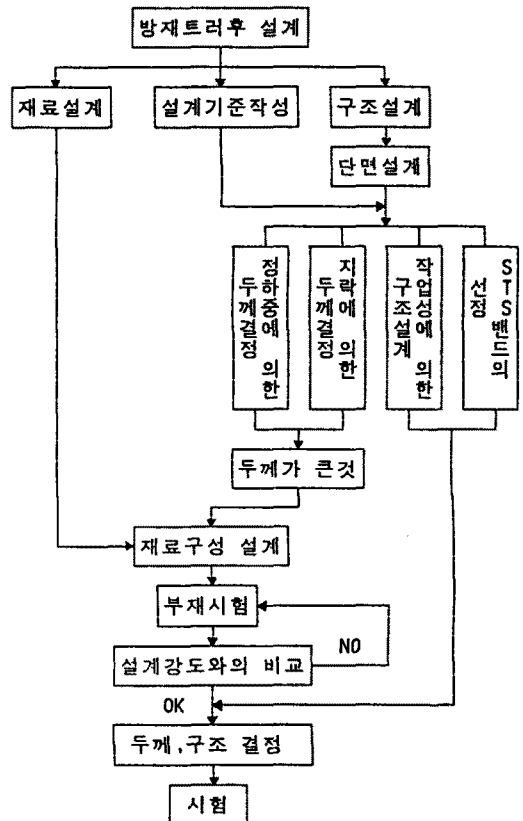 방재트러후 설계
재료설계
설계기준작성
구조설계
단면설계
정하중에 의한
두께결정
지락에 의한
두께결정
작업성에 의한
구조설계
STS밴드의
선정
두께가 큰것
재료구성 설계
부재시험
NO
설계강도와의 비교
OK
두께,구조 결정
시험